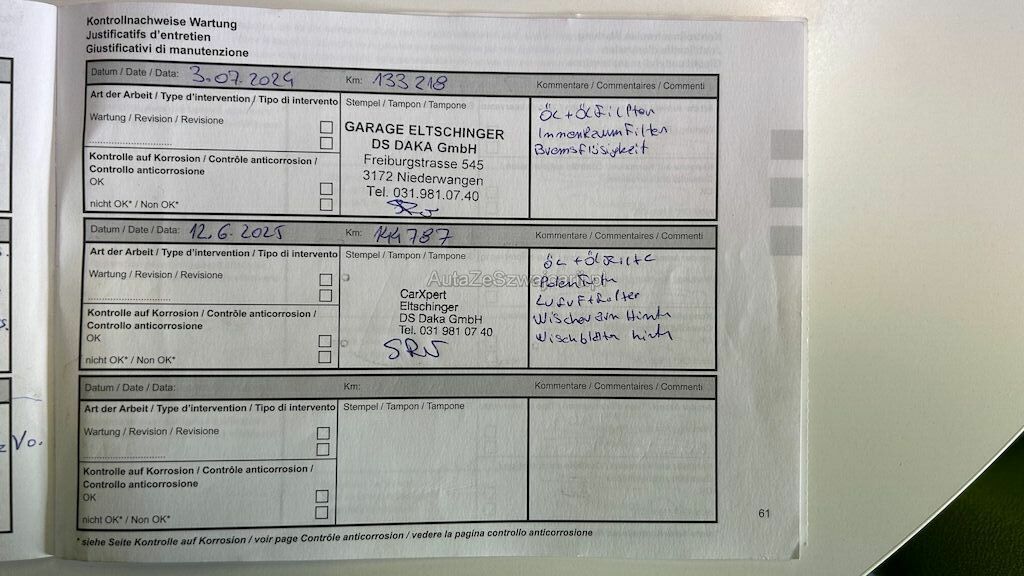 Kontrollnachweise Wartung
Justificatifs d'entretien
Giustificativi di manutenzione
Datum / Date / Data: 3.07.2024 Km: 133 218 Kommentare / Commentaires / Commenti
Art der Arbeit / Type d'intervention / Tipo di intervento
Wartung / Revision / Revisione
Kontrolle auf Korrosion / Contrôle anticorrosion /
Controllo anticorrosione
OK
nicht OK* / Non OK*
Stempel / Tampon / Tampone
GARAGE ELTSCHINGER
DS DAKA GmbH
Freiburgstrasse 545
3172 Niederwangen
Tel. 031.981.07.40
ÖL + ÖLFilter
InnenRaumFilter
Bremsflüssigkeit
Datum / Date / Data: 12.6.2025 Km: 144787 Kommentare / Commentaires / Commenti
Art der Arbeit / Type d'intervention / Tipo di intervento
Wartung / Revision / Revisione
Kontrolle auf Korrosion / Contrôle anticorrosion /
Controllo anticorrosione
OK
nicht OK* / Non OK*
Stempel / Tampon / Tampone
AutaZeSzwajcarii.pl
CarXpert
Eltschinger
DS Daka GmbH
Tel. 031 981 07 40
ÖL + ÖLFilte
Wischerarm Hinten
Wischblätter hinten
Datum / Date / Data: Km: Kommentare / Commentaires / Commenti
Art der Arbeit / Type d'intervention / Tipo di intervento
Wartung / Revision / Revisione
Kontrolle auf Korrosion / Contrôle anticorrosion /
Controllo anticorrosione
OK
nicht OK* / Non OK*
Stempel / Tampon / Tampone
61
* siehe Seite Kontrolle auf Korrosion / voir page Contrôle anticorrosion / vedere la pagina controllo anticorrosione